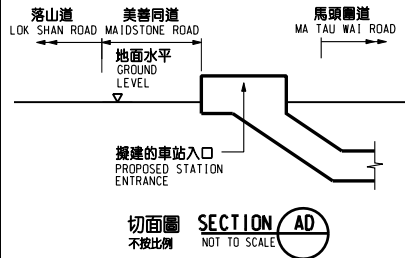 落山道
LOK SHAN ROAD
美善同道
MAIDSTONE ROAD
馬頭圍道
MA TAU WAI ROAD
地面水平
GROUND
LEVEL
擬建的車站入口
PROPOSED STATION
ENTRANCE
切面圖
不按比例
SECTION
NOT TO SCALE
AD